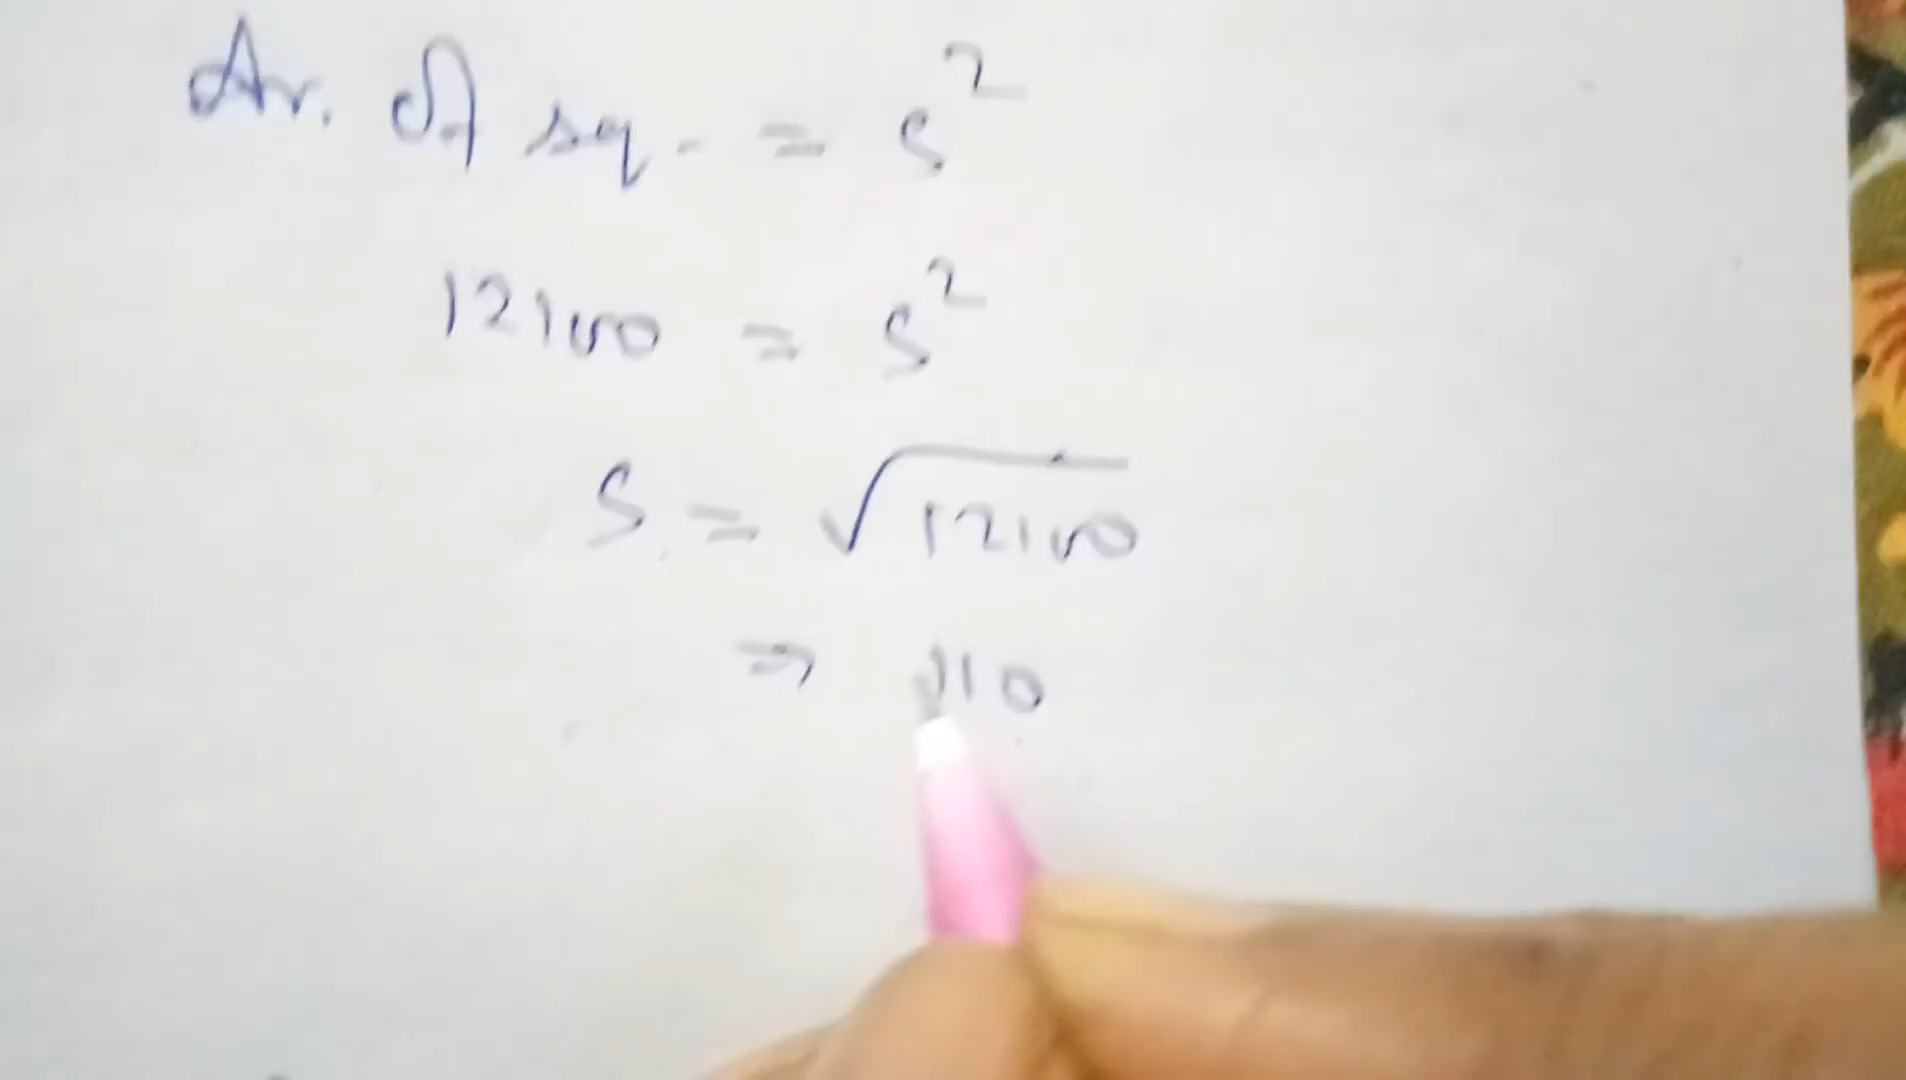 Ar. of sq. = s²
12100 = s²
s = √12100
⇒ 110